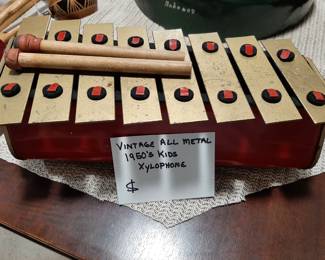 VINTAGE ALL METAL
1950'S KIDS
XYLOPHONE
$